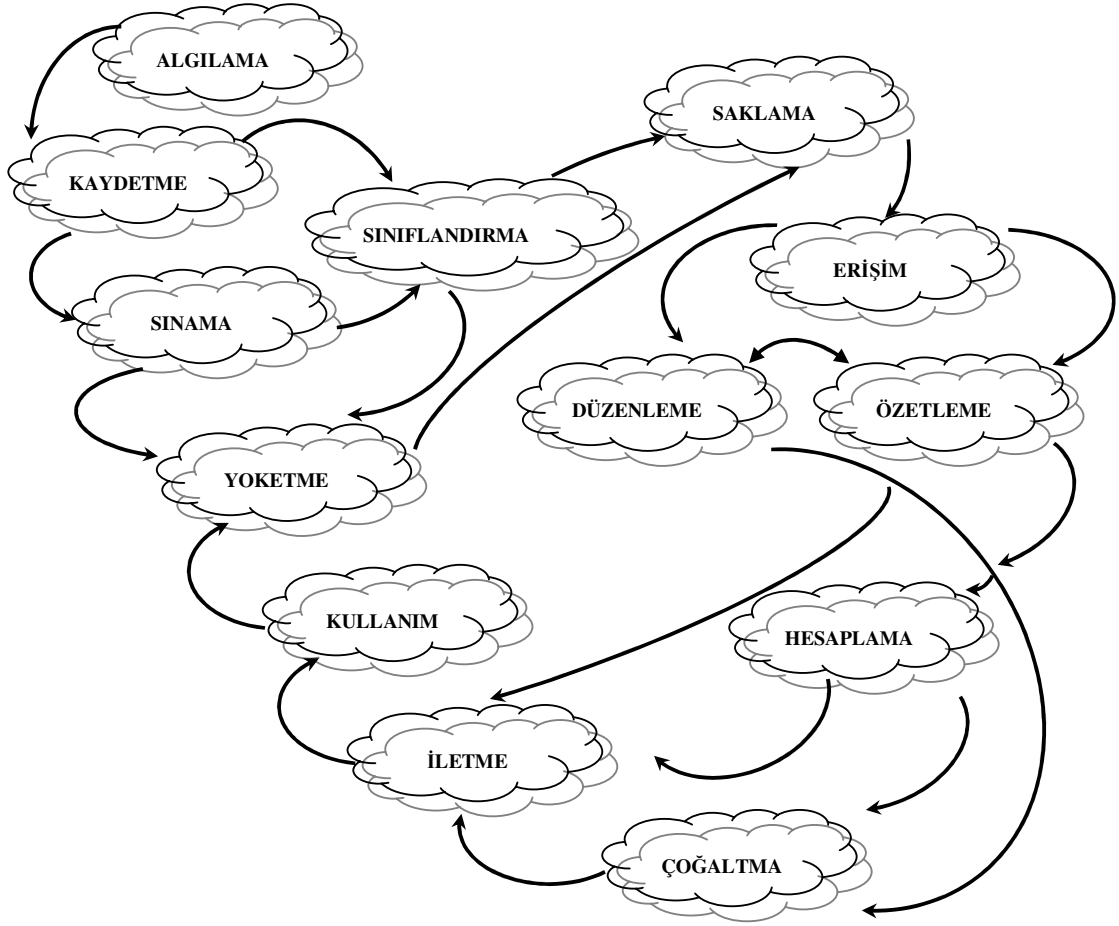 ALGILAMA
SAKLAMA
KAYDETME
SINIFLANDIRMA
ERİŞİM
SINAMA
DÜZENLEME
ÖZETLEME
YOKETME
KULLANIM
HESAPLAMA
İLETME
ÇOĞALTMA